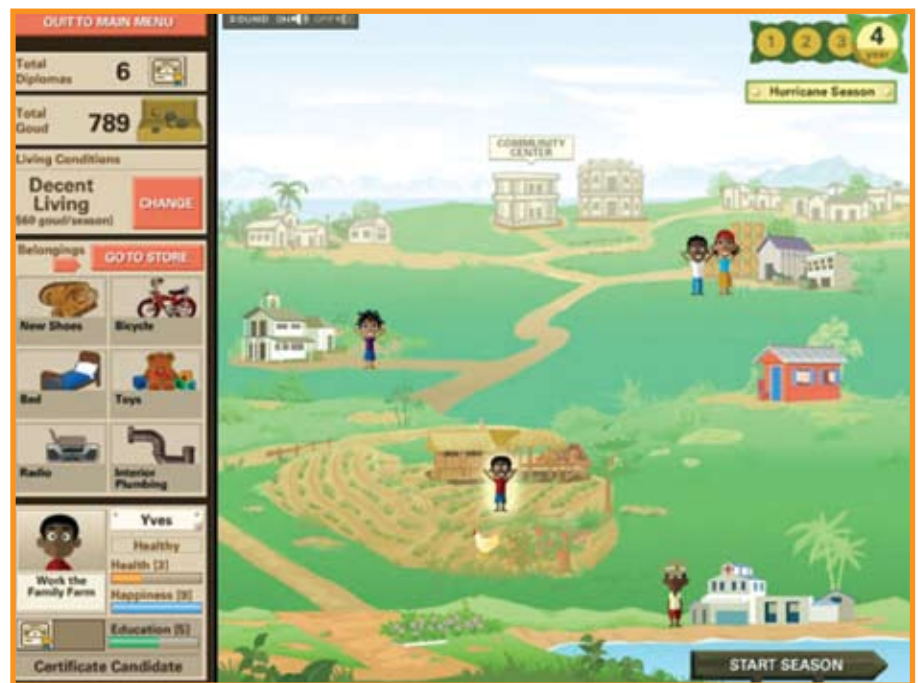 QUIT TO MAIN MENU
SOUND ON OFF
Total
Diplomas 6
Total
Goud 789
Living Conditions
Decent
Living
560 goud/season)
CHANGE
Belongings
GO TO STORE
New Shoes
Bicycle
Bed
Toys
Radio
Interior
Plumbing
Yves
Healthy
Health [3]
Happiness [9]
Education [5]
Work the
Family Farm
Certificate Candidate
1 2 3 4
year
Hurricane Season
COMMUNITY
CENTER
START SEASON